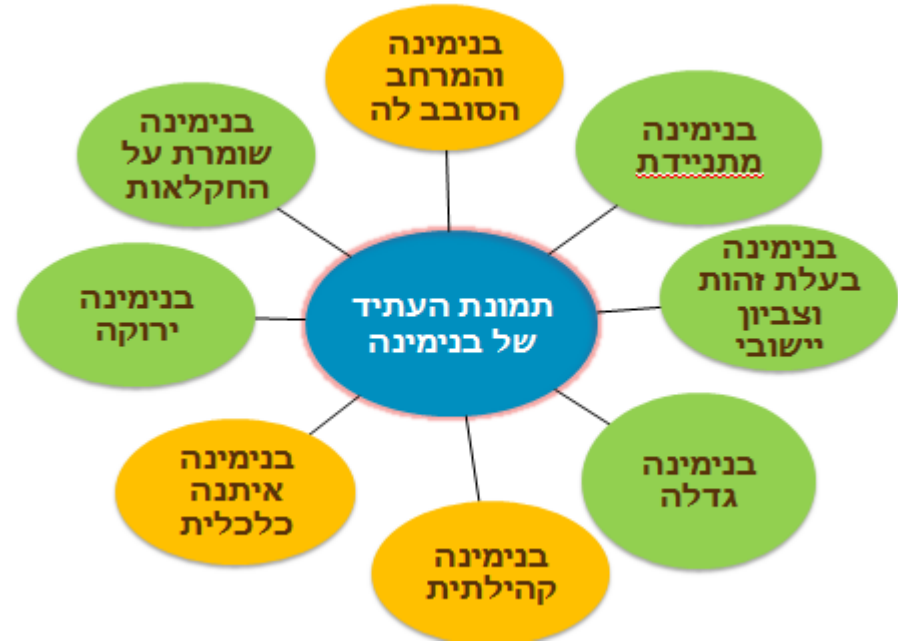 בנימינה
והמרחב
הסובב לה
בנימינה
מתניידת
בנימינה
בעלת זהות
וצביון
יישובי
בנימינה
גדלה
בנימינה
קהילתית
בנימינה
איתנה
כלכלית
בנימינה
ירוקה
בנימינה
שומרת על
החקלאות
תמונת העתיד
של בנימינה